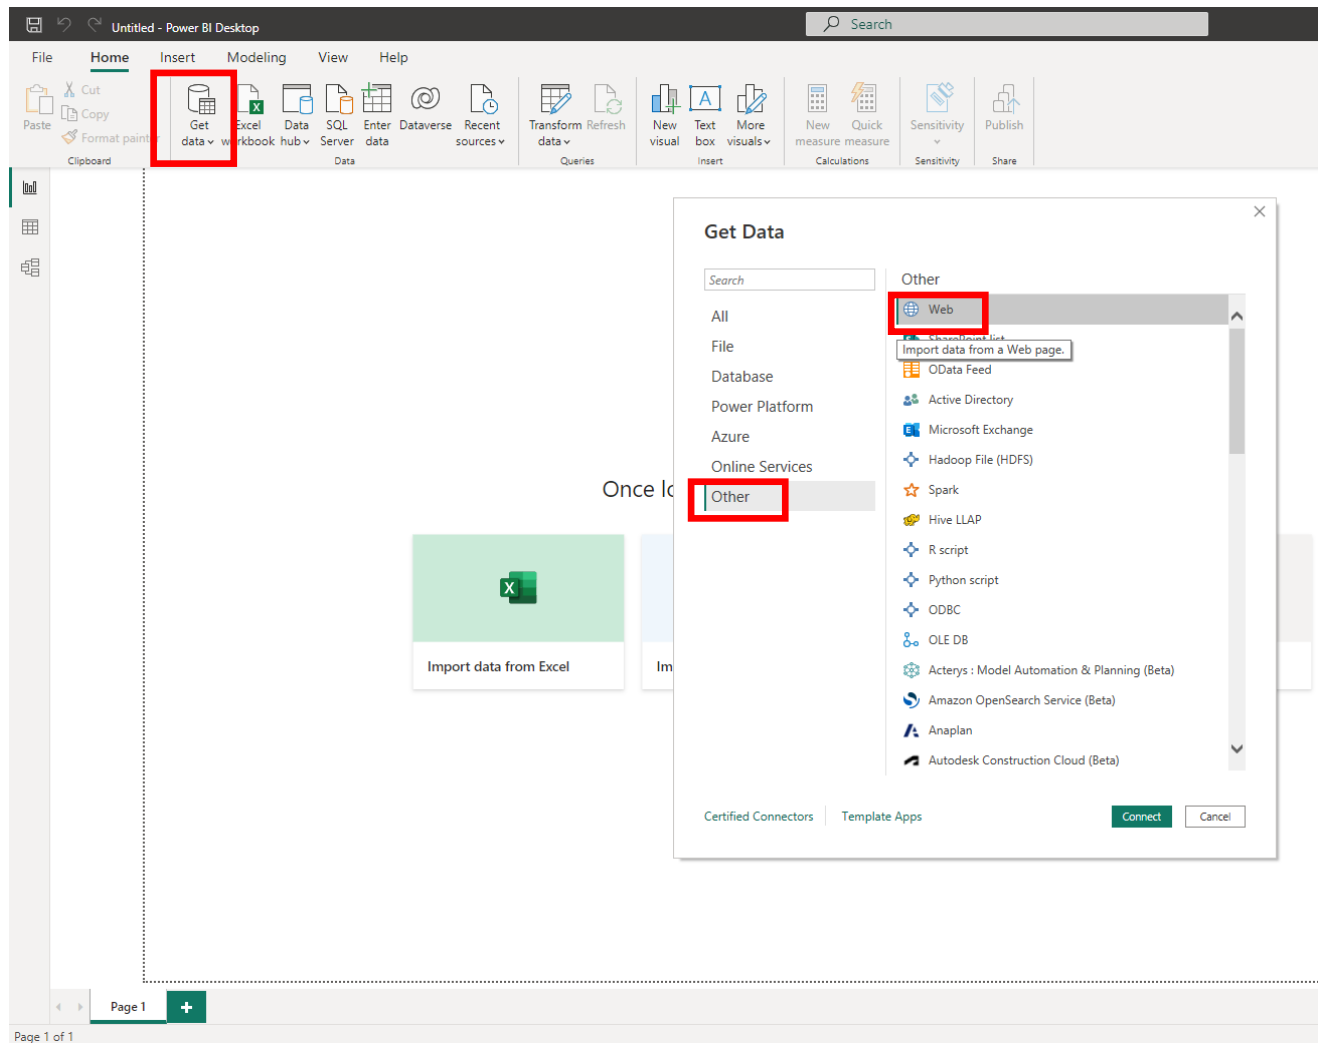 Untitled - Power BI Desktop
Search
File Home Insert Modeling View Help
Paste
Cut
Copy
Format painter
Clipboard
Get data
Excel workbook
Data hub
SQL Server
Enter data
Dataverse
Recent sources
Data
Transform data
Refresh
Queries
New visual
Text box
More visuals
Insert
New measure
Quick measure
Calculations
Sensitivity
Sensitivity
Publish
Share
Get Data
Search
All
File
Database
Power Platform
Azure
Online Services
Other
Other
Web
SharePoint list
Import data from a Web page.
OData Feed
Active Directory
Microsoft Exchange
Hadoop File (HDFS)
Spark
Hive LLAP
R script
Python script
ODBC
OLE DB
Acterys : Model Automation & Planning (Beta)
Amazon OpenSearch Service (Beta)
Anaplan
Autodesk Construction Cloud (Beta)
Certified Connectors
Template Apps
Connect
Cancel
Once lo
Import data from Excel
Im
Page 1
Page 1 of 1